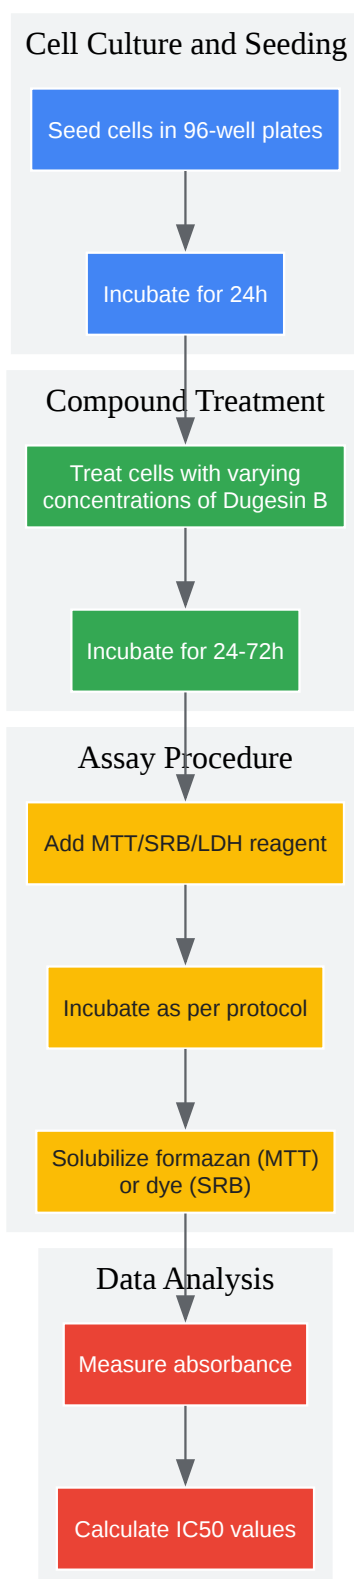 Cell Culture and Seeding
Seed cells in 96-well plates
Incubate for 24h
Compound Treatment
Treat cells with varying
concentrations of Dugesin B
Incubate for 24-72h
Assay Procedure
Add MTT/SRB/LDH reagent
Incubate as per protocol
Solubilize formazan (MTT)
or dye (SRB)
Data Analysis
Measure absorbance
Calculate IC50 values